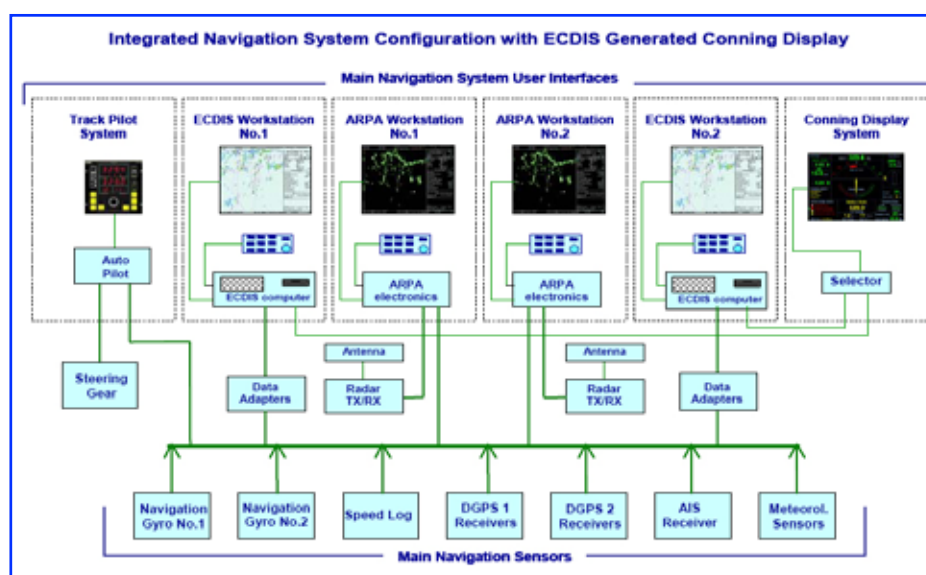 Integrated Navigation System Configuration with ECDIS Generated Conning Display
Main Navigation System User Interfaces
Track Pilot
System
ECDIS Workstation
No.1
ARPA Workstation
No.1
ARPA Workstation
No.2
ECDIS Workstation
No.2
Conning Display
System
Auto
Pilot
ECDIS computer
ARPA
electronics
ARPA
electronics
ECDIS computer
Selector
Steering
Gear
Data
Adapters
Antenna
Radar
TX/RX
Antenna
Radar
TX/RX
Data
Adapters
Navigation
Gyro No.1
Navigation
Gyro No.2
Speed Log
DGPS 1
Receivers
DGPS 2
Receivers
AIS
Receiver
Meteorol.
Sensors
Main Navigation Sensors